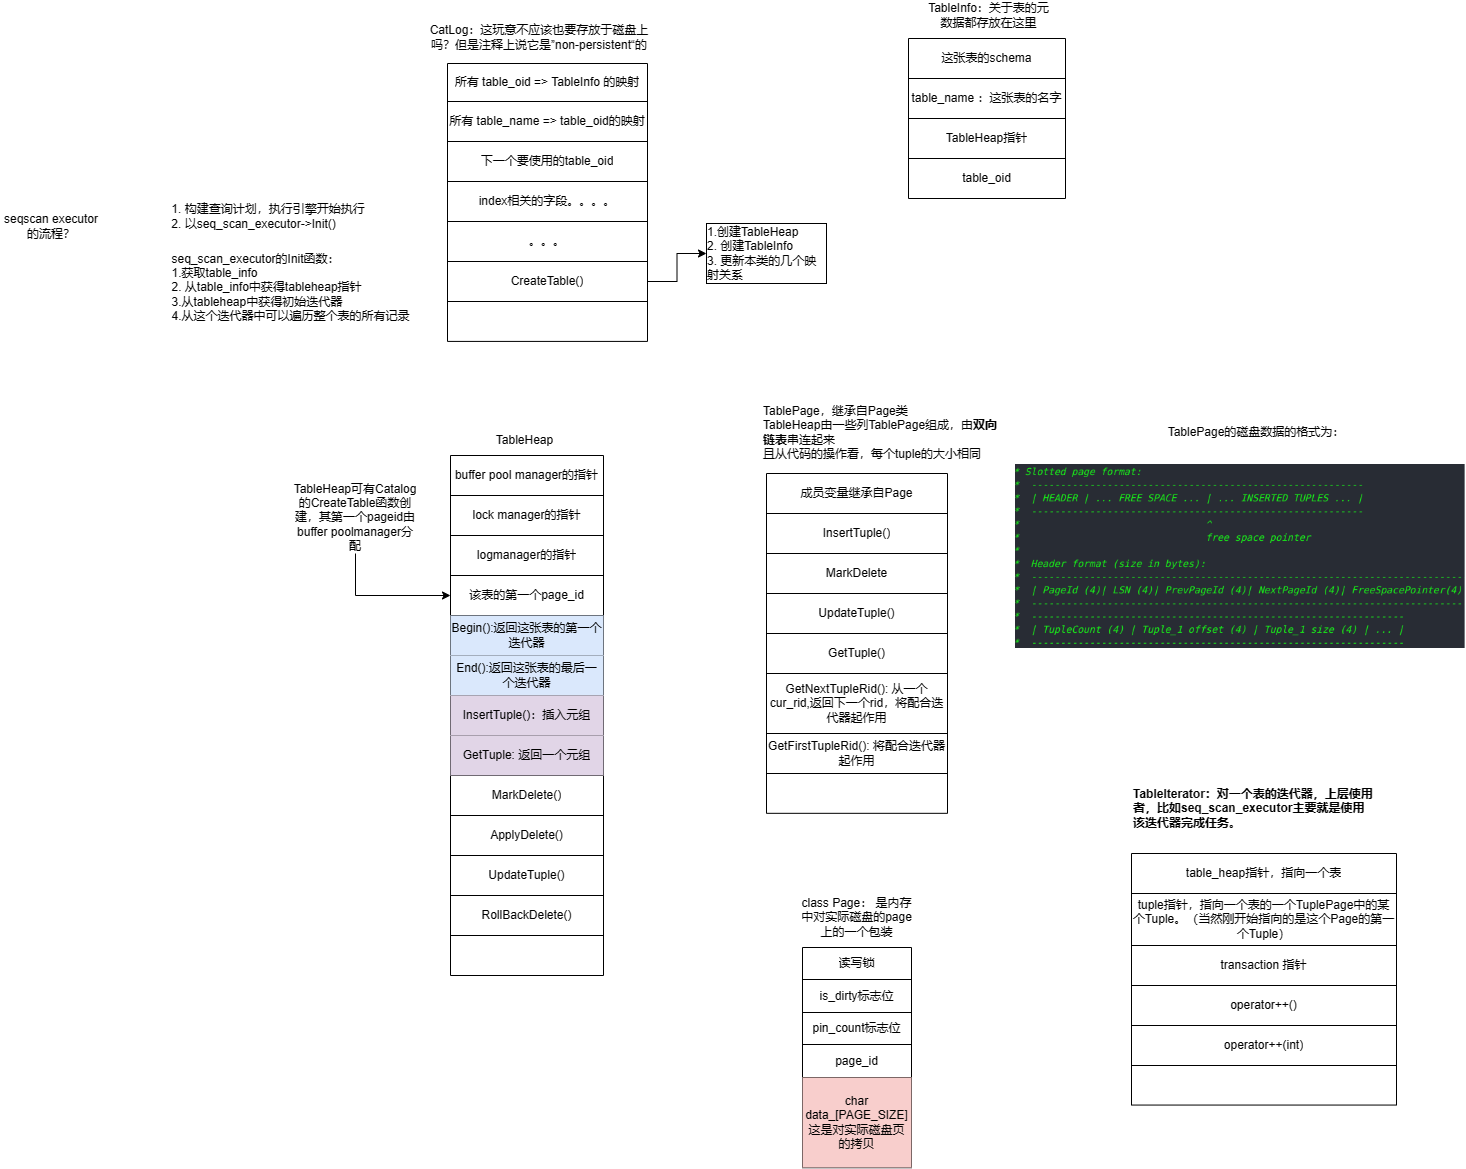 CatLog：这玩意不应该也要存放于磁盘上
吗？但是注释上说它是"non-persistent"的
所有 table_oid => TableInfo 的映射
所有 table_name => table_oid的映射
下一个要使用的table_oid
index相关的字段。。。。
。。。
CreateTable()
TableInfo：关于表的元
数据都存放在这里
这张表的schema
table_name ：这张表的名字
TableHeap指针
table_oid
seqscan executor
的流程？
1. 构建查询计划，执行引擎开始执行
2. 以seq_scan_executor->Init()
seq_scan_executor的Init函数：
1.获取table_info
2. 从table_info中获得tableheap指针
3.从tableheap中获得初始迭代器
4.从这个迭代器中可以遍历整个表的所有记录
1.创建TableHeap
2. 创建TableInfo
3. 更新本类的几个映
射关系
TableHeap可有Catalog
的CreateTable函数创
建，其第一个pageid由
buffer poolmanager分
配
TableHeap
buffer pool manager的指针
lock manager的指针
logmanager的指针
该表的第一个page_id
Begin():返回这张表的第一个
迭代器
End():返回这张表的最后一
个迭代器
InsertTuple()：插入元组
GetTuple: 返回一个元组
MarkDelete()
ApplyDelete()
UpdateTuple()
RollBackDelete()
TablePage，继承自Page类
TableHeap由一些列TablePage组成，由双向
链表串连起来
且从代码的操作看，每个tuple的大小相同
成员变量继承自Page
InsertTuple()
MarkDelete
UpdateTuple()
GetTuple()
GetNextTupleRid(): 从一个
cur_rid,返回下一个rid，将配合迭
代器起作用
GetFirstTupleRid(): 将配合迭代器
起作用
TablePage的磁盘数据的格式为：
* Slotted page format:
* ---------------------------------------------------------
* | HEADER | ... FREE SPACE ... | ... INSERTED TUPLES ... |
* ---------------------------------------------------------
* ^
* free space pointer
*
* Header format (size in bytes):
* ----------------------------------------------------------------------------
* | PageId (4)| LSN (4)| PrevPageId (4)| NextPageId (4)| FreeSpacePointer(4)
* ----------------------------------------------------------------------------
* ----------------------------------------------------------------
* | TupleCount (4) | Tuple_1 offset (4) | Tuple_1 size (4) | ... |
* ----------------------------------------------------------------
class Page： 是内存
中对实际磁盘的page
上的一个包装
读写锁
is_dirty标志位
pin_count标志位
page_id
char
data_[PAGE_SIZE]
这是对实际磁盘页
的拷贝
TableIterator：对一个表的迭代器，上层使用
者，比如seq_scan_executor主要就是使用
该迭代器完成任务。
table_heap指针，指向一个表
tuple指针，指向一个表的一个TuplePage中的某
个Tuple。（当然刚开始指向的是这个Page的第一
个Tuple）
transaction 指针
operator++()
operator++(int)